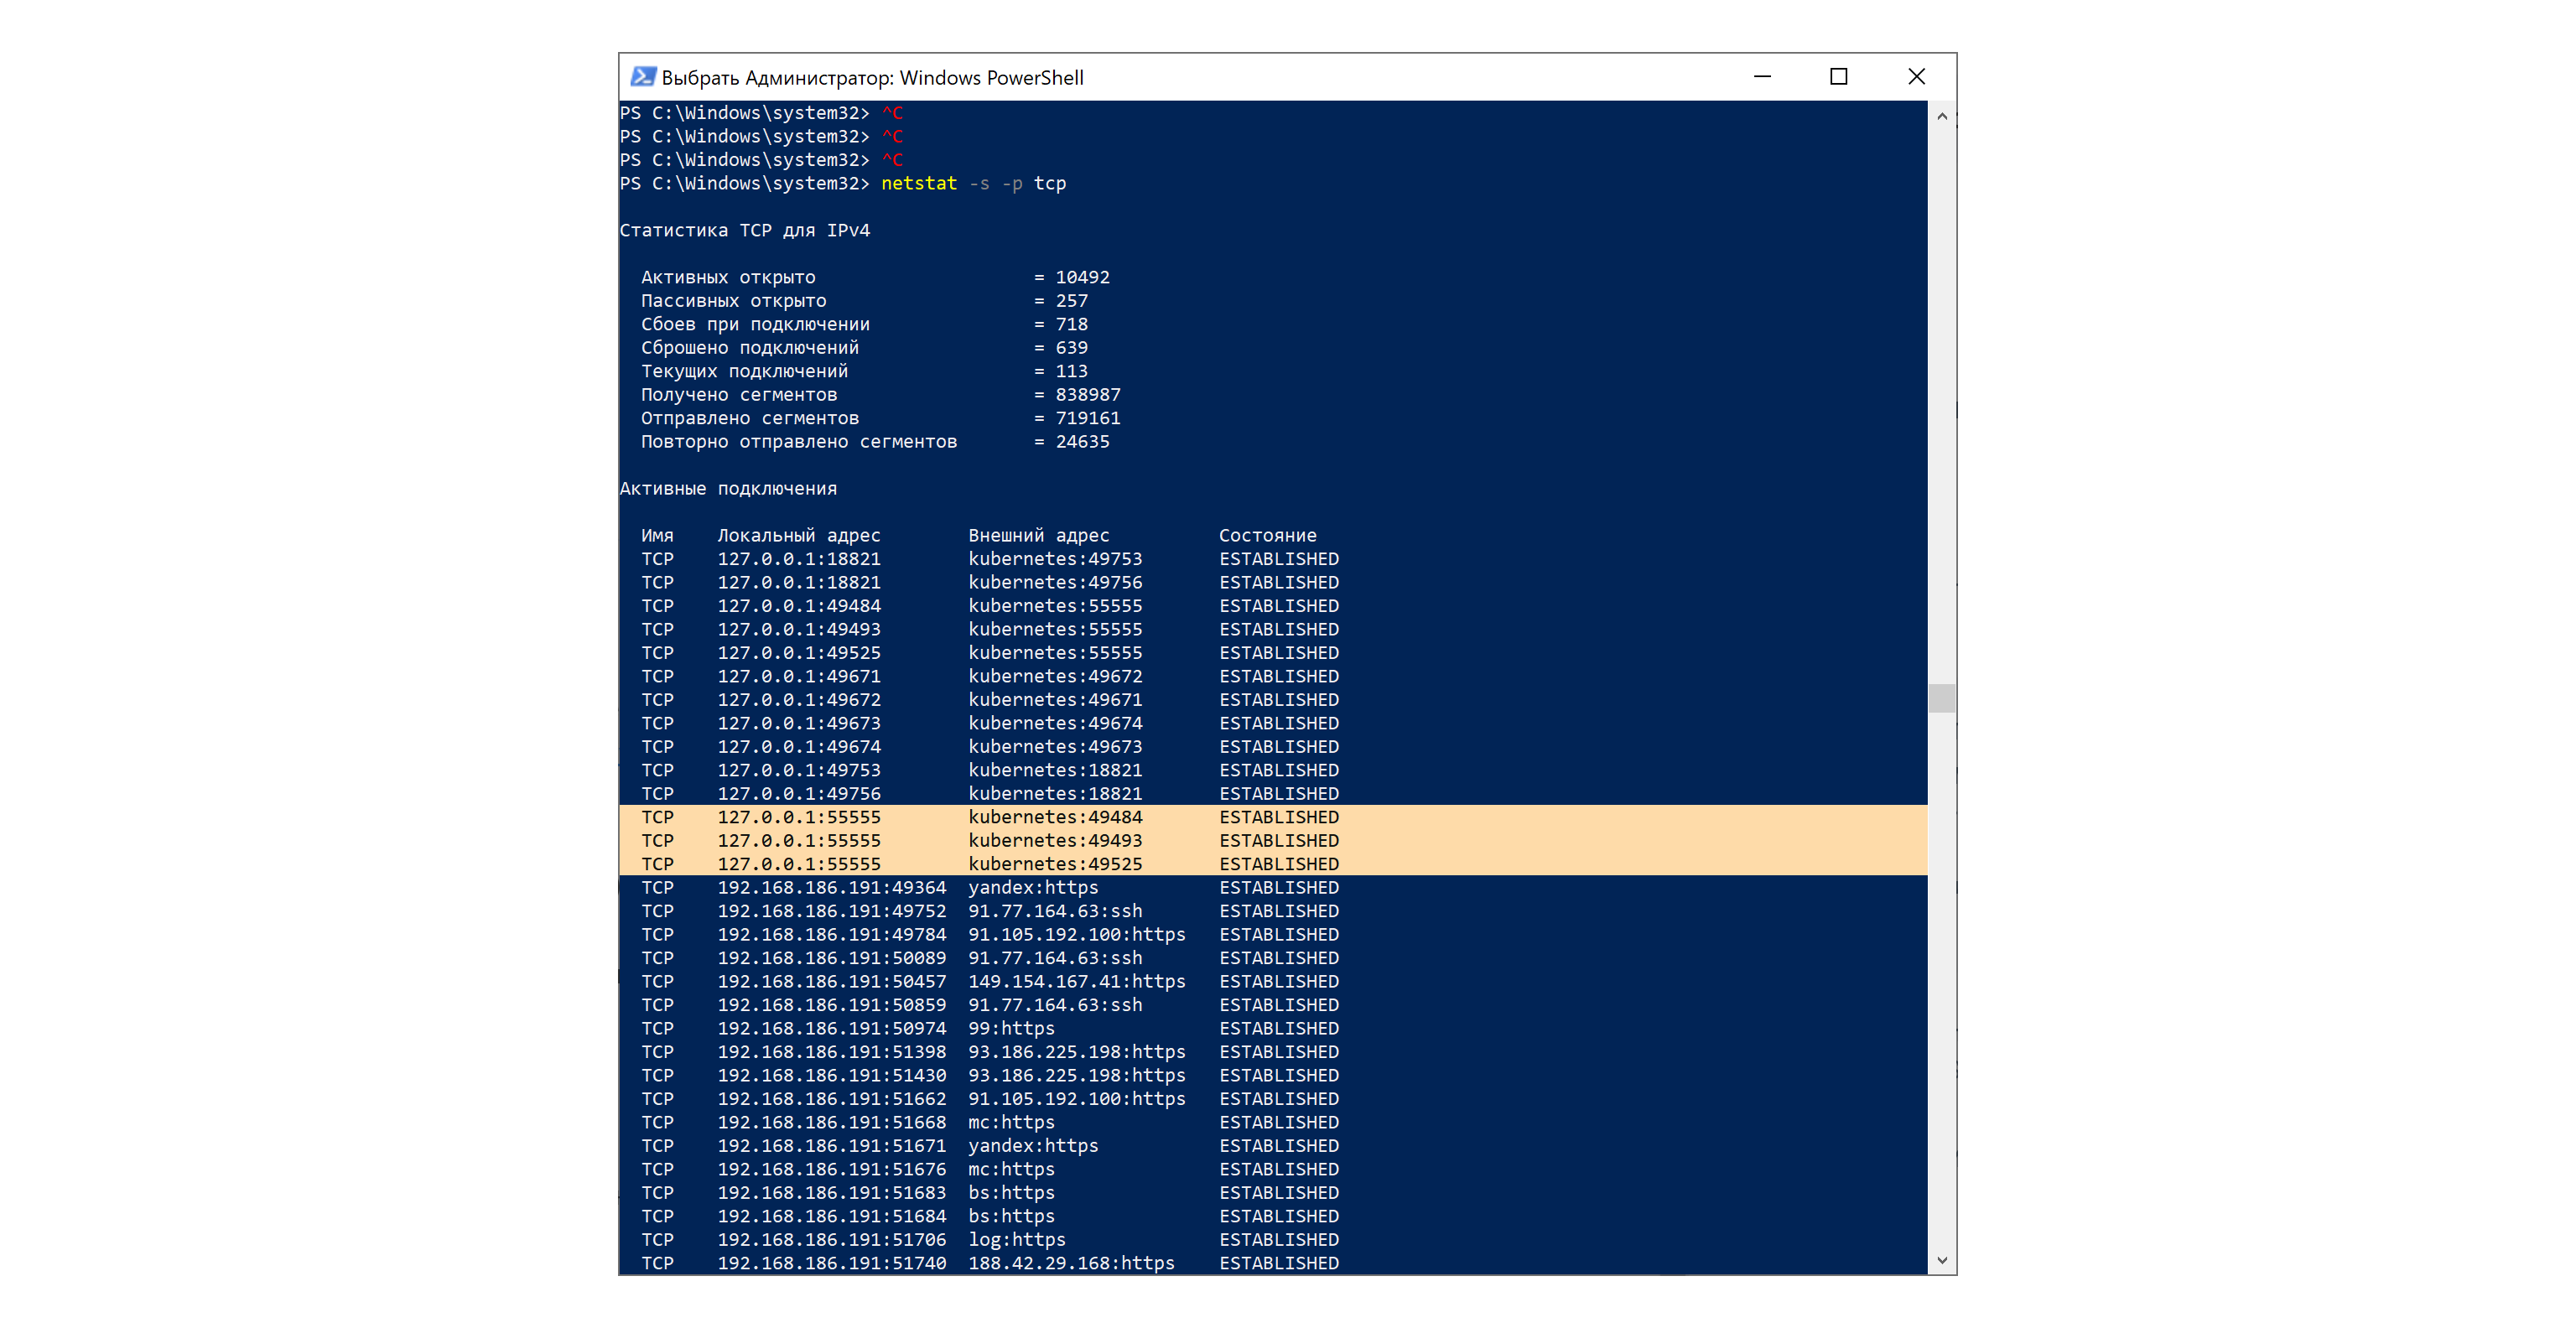 Выбрать Администратор: Windows PowerShell
PS C:\Windows\system32> ^C
PS C:\Windows\system32> ^C
PS C:\Windows\system32> ^C
PS C:\Windows\system32> netstat -s -p tcp
Статистика TCP для IPv4
Активных открыто = 10492
Пассивных открыто = 257
Сбоев при подключении = 718
Сброшено подключений = 639
Текущих подключений = 113
Получено сегментов = 838987
Отправлено сегментов = 719161
Повторно отправлено сегментов = 24635
Активные подключения
Имя Локальный адрес Внешний адрес Состояние
TCP 127.0.0.1:18821 kubernetes:49753 ESTABLISHED
TCP 127.0.0.1:18821 kubernetes:49756 ESTABLISHED
TCP 127.0.0.1:49484 kubernetes:55555 ESTABLISHED
TCP 127.0.0.1:49493 kubernetes:55555 ESTABLISHED
TCP 127.0.0.1:49525 kubernetes:55555 ESTABLISHED
TCP 127.0.0.1:49671 kubernetes:49672 ESTABLISHED
TCP 127.0.0.1:49672 kubernetes:49671 ESTABLISHED
TCP 127.0.0.1:49673 kubernetes:49674 ESTABLISHED
TCP 127.0.0.1:49674 kubernetes:49673 ESTABLISHED
TCP 127.0.0.1:49753 kubernetes:18821 ESTABLISHED
TCP 127.0.0.1:49756 kubernetes:18821 ESTABLISHED
TCP 127.0.0.1:55555 kubernetes:49484 ESTABLISHED
TCP 127.0.0.1:55555 kubernetes:49493 ESTABLISHED
TCP 127.0.0.1:55555 kubernetes:49525 ESTABLISHED
TCP 192.168.186.191:49364 yandex:https ESTABLISHED
TCP 192.168.186.191:49752 91.77.164.63:ssh ESTABLISHED
TCP 192.168.186.191:49784 91.105.192.100:https ESTABLISHED
TCP 192.168.186.191:50089 91.77.164.63:ssh ESTABLISHED
TCP 192.168.186.191:50457 149.154.167.41:https ESTABLISHED
TCP 192.168.186.191:50859 91.77.164.63:ssh ESTABLISHED
TCP 192.168.186.191:50974 99:https ESTABLISHED
TCP 192.168.186.191:51398 93.186.225.198:https ESTABLISHED
TCP 192.168.186.191:51430 93.186.225.198:https ESTABLISHED
TCP 192.168.186.191:51662 91.105.192.100:https ESTABLISHED
TCP 192.168.186.191:51668 mc:https ESTABLISHED
TCP 192.168.186.191:51671 yandex:https ESTABLISHED
TCP 192.168.186.191:51676 mc:https ESTABLISHED
TCP 192.168.186.191:51683 bs:https ESTABLISHED
TCP 192.168.186.191:51684 bs:https ESTABLISHED
TCP 192.168.186.191:51706 log:https ESTABLISHED
TCP 192.168.186.191:51740 188.42.29.168:https ESTABLISHED